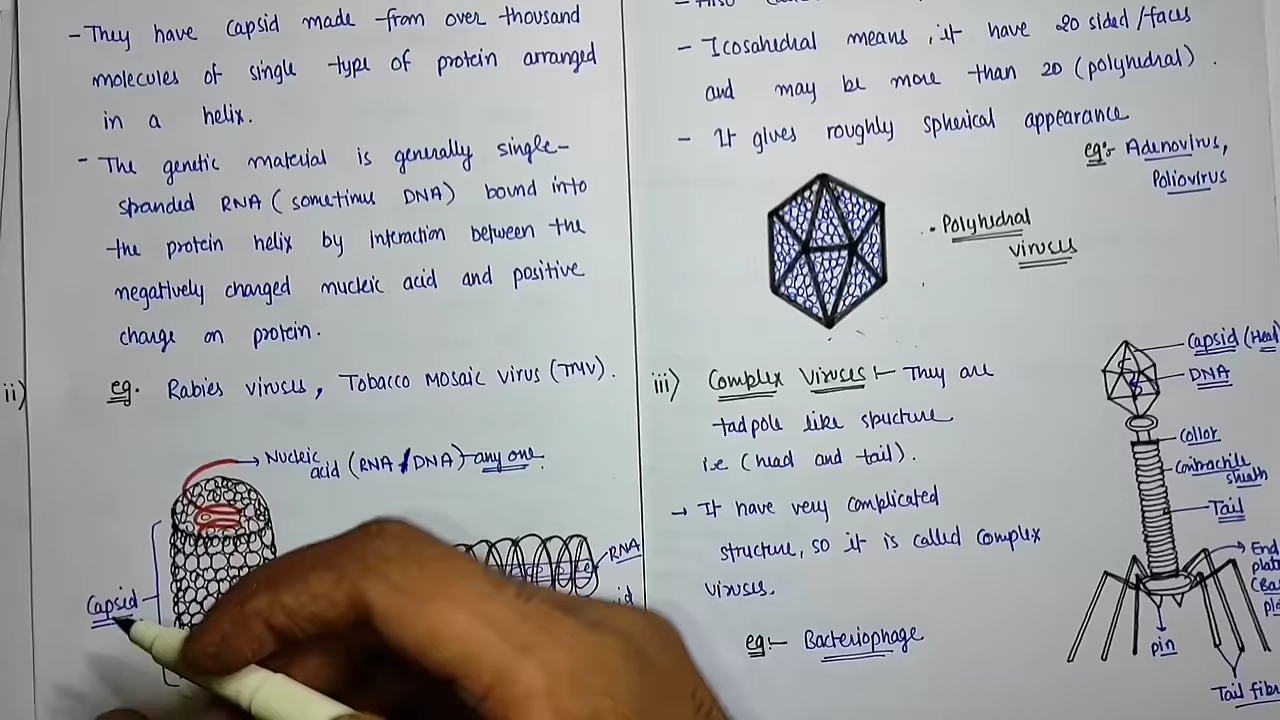 - They have capsid made from over thousand
molecules of single type of protein arranged
in a helix.
- The genetic material is generally single-
stranded RNA (sometimes DNA) bound into
the protein helix by interaction between the
negatively charged nucleic acid and positive
charge on protein.
ii)
eg. Rabies viruses, Tobacco Mosaic virus (TMV).
Nucleic acid (RNA/DNA) any one.
Capsid
RNA
- Also
- Icosahedral means, it have 20 sided/faces
and may be more than 20 (polyhedral).
- It gives roughly spherical appearance
eg:- Adenovirus,
Poliovirus
• Polyhedral
viruses
iii) Complex Viruses :- They are
tadpole like structure
i.e (head and tail).
→ It have very complicated
structure, so it is called complex
viruses.
eg:- Bacteriophage
Capsid (Head
DNA
Collor
Contractile
sheath
Tail
End
plat
(Ba
pl
pin
Tail fib